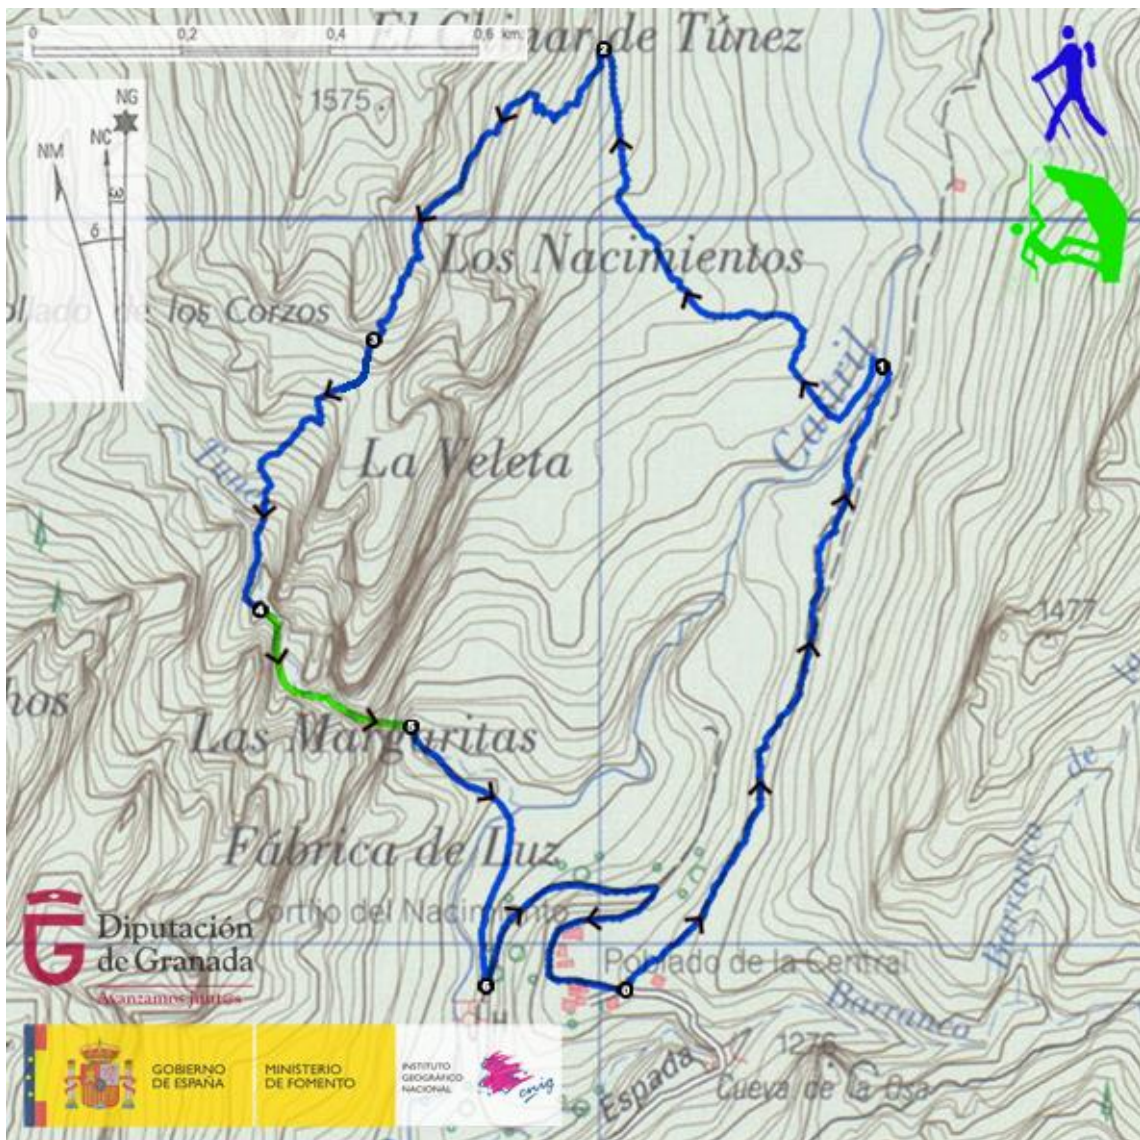 0 0,2 0,4 0,6 km.
El Chinar de Túnez
2
1575
NG
NM NC
ω
δ
Los Nacimientos
de los Corzos
3
Castril
1
La Veleta
4
1477
5
Las Margaritas
de
Fábrica de Luz
Barranco
Cortijo del Nacimiento
Diputación
de Granada
Avanzamos juntos
Poblado de la Central
6
0
Barranco
1276
Espada
Cueva de la Osa
GOBIERNO
DE ESPAÑA
MINISTERIO
DE FOMENTO
INSTITUTO
GEOGRÁFICO
NACIONAL
cnig